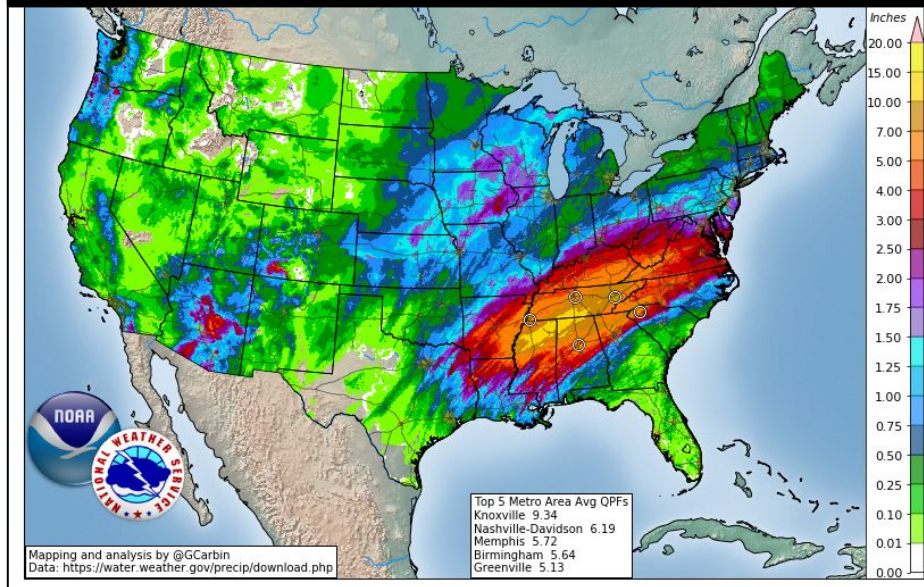 Inches
20.00
15.00
10.00
7.00
5.00
4.00
3.00
2.50
2.00
1.75
1.50
1.25
1.00
0.75
0.50
0.25
0.10
0.01
0.00
NOAA
NATIONAL WEATHER SERVICE
Top 5 Metro Area Avg QPFs
Knoxville 9.34
Nashville-Davidson 6.19
Memphis 5.72
Birmingham 5.64
Greenville 5.13
Mapping and analysis by @GCarbin
Data: https://water.weather.gov/precip/download.php